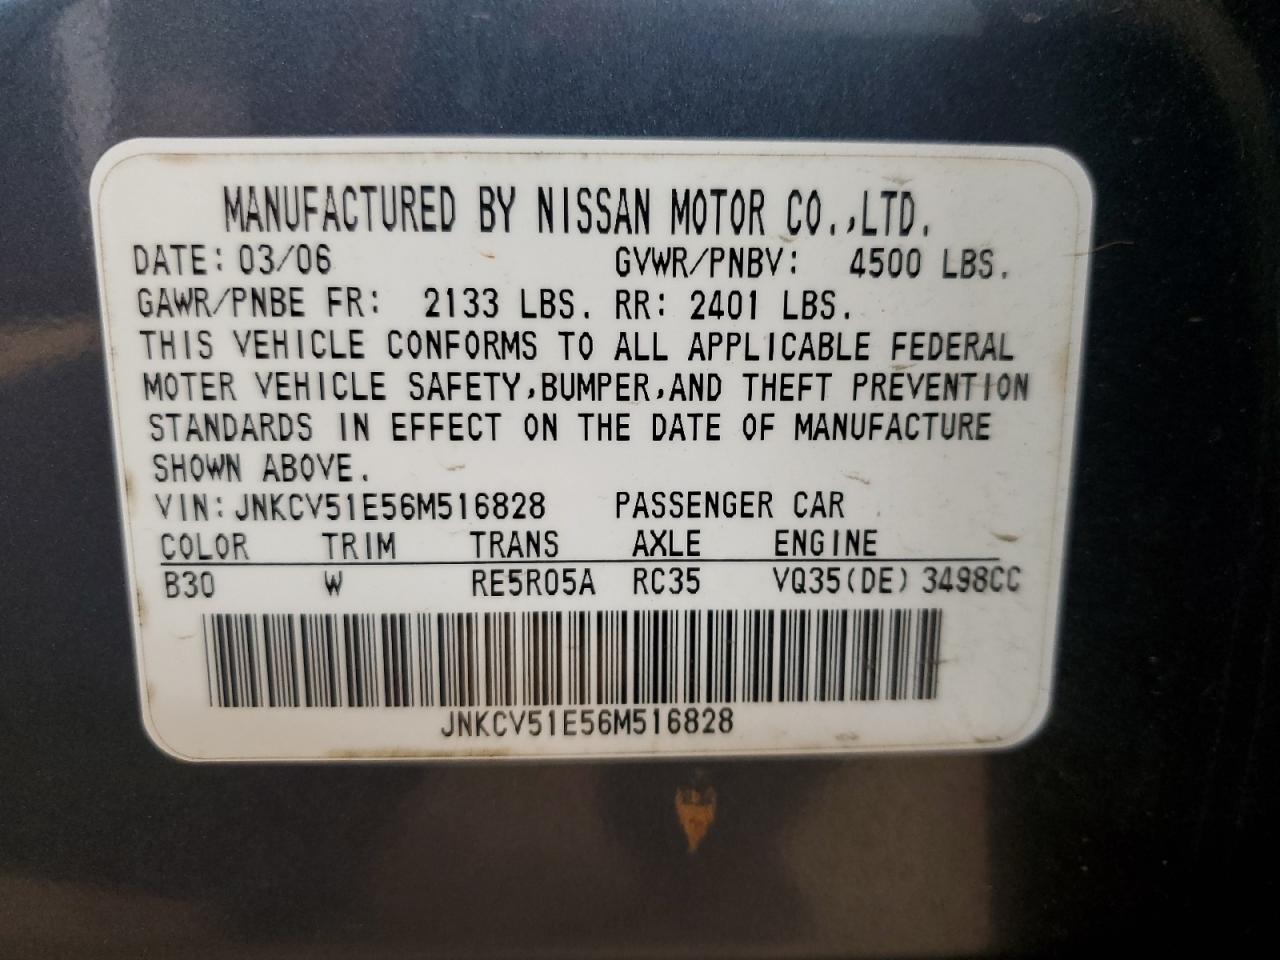 MANUFACTURED BY NISSAN MOTOR CO.,LTD.
DATE: 03/06 GVWR/PNBV: 4500 LBS.
GAWR/PNBE FR: 2133 LBS. RR: 2401 LBS.
THIS VEHICLE CONFORMS TO ALL APPLICABLE FEDERAL
MOTER VEHICLE SAFETY,BUMPER,AND THEFT PREVENTION
STANDARDS IN EFFECT ON THE DATE OF MANUFACTURE
SHOWN ABOVE.
VIN:JNKCV51E56M516828 PASSENGER CAR
COLOR TRIM TRANS AXLE ENGINE
B30 W RE5R05A RC35 VQ35(DE) 3498CC
JNKCV51E56M516828